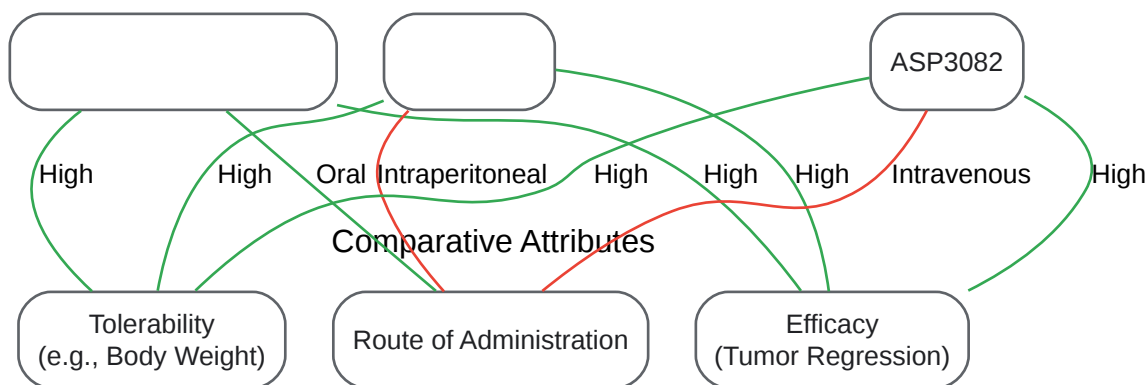 ASP3082
High
High
Oral
Intraperitoneal
High
High
High
Intravenous
High
Comparative Attributes
Tolerability
(e.g., Body Weight)
Route of Administration
Efficacy
(Tumor Regression)